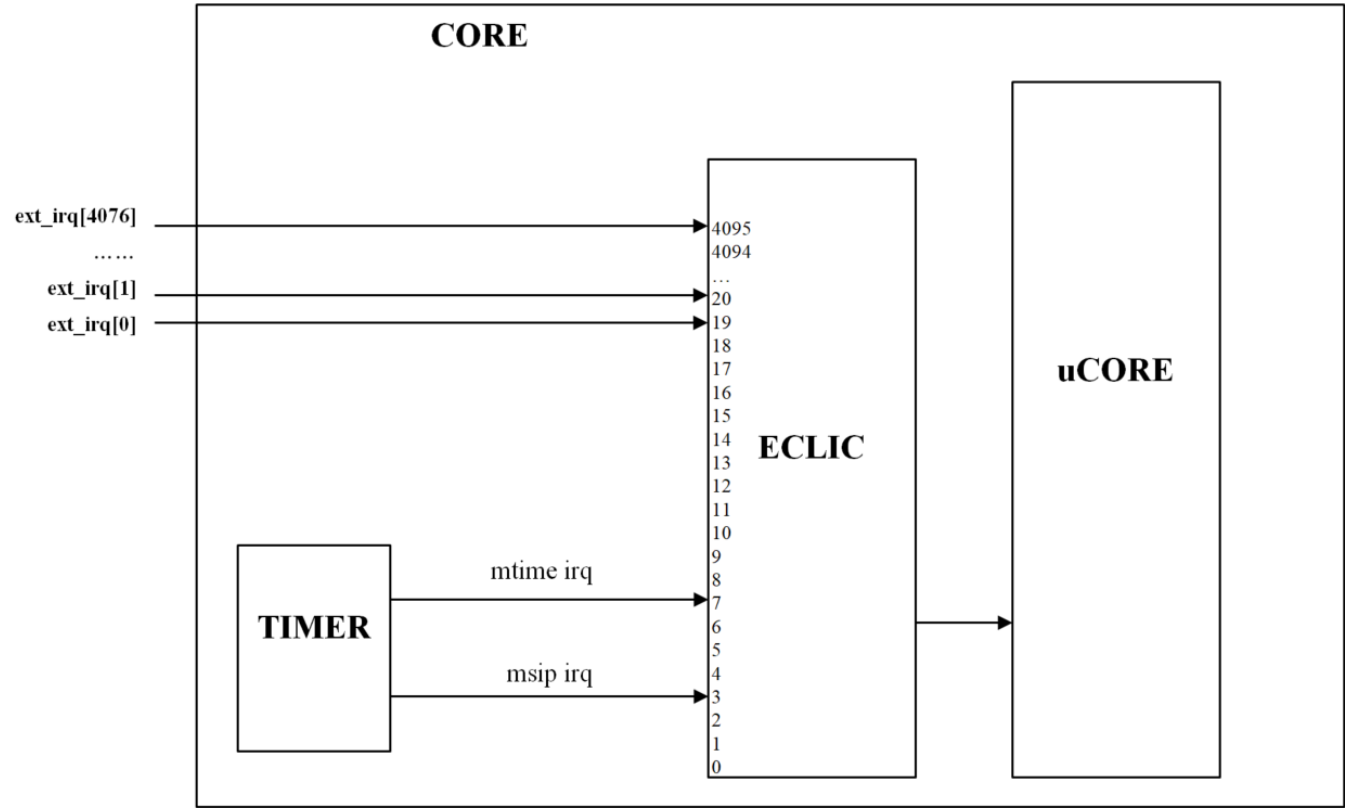 CORE
ext_irq[4076]
……
ext_irq[1]
ext_irq[0]
4095
4094
…
20
19
18
17
16
15
14
13
12
11
10
9
8
7
6
5
4
3
2
1
0
ECLIC
uCORE
TIMER
mtime irq
msip irq